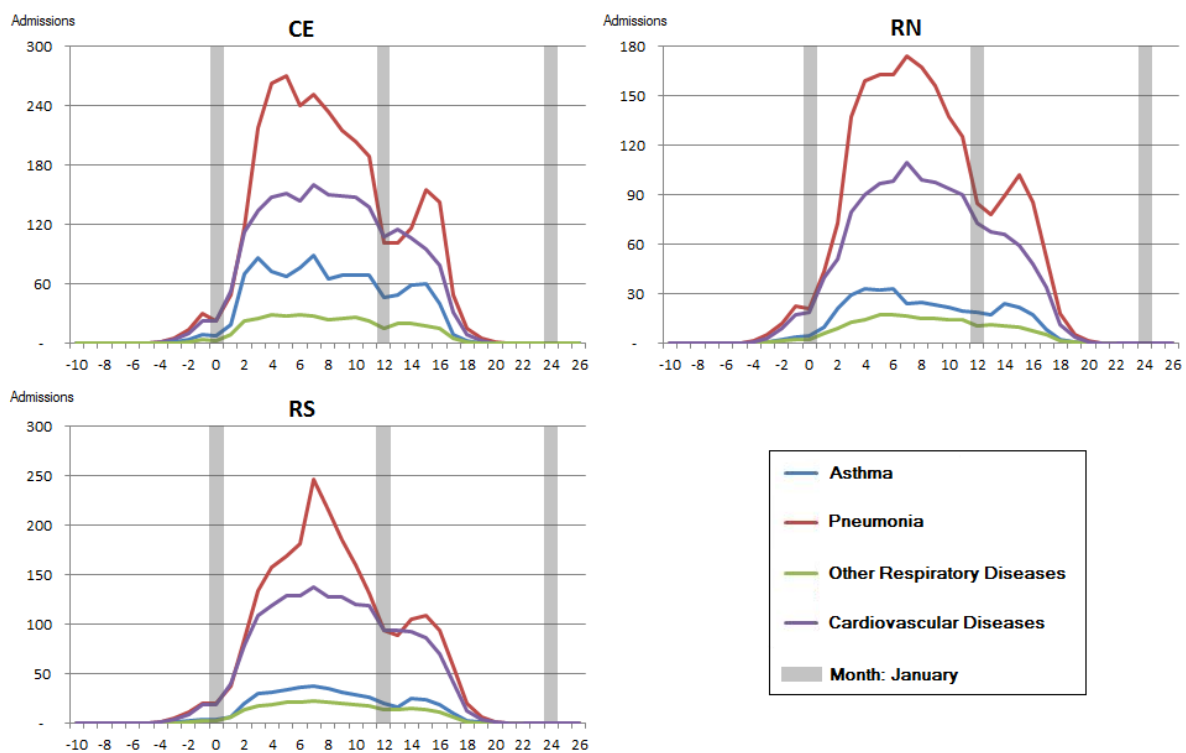 Admissions
CE
300
240
180
120
60
-
-10 -8 -6 -4 -2 0 2 4 6 8 10 12 14 16 18 20 22 24 26
Admissions
RN
180
150
120
90
60
30
-
-10 -8 -6 -4 -2 0 2 4 6 8 10 12 14 16 18 20 22 24 26
Admissions
RS
300
250
200
150
100
50
-
-10 -8 -6 -4 -2 0 2 4 6 8 10 12 14 16 18 20 22 24 26
Asthma
Pneumonia
Other Respiratory Diseases
Cardiovascular Diseases
Month: January